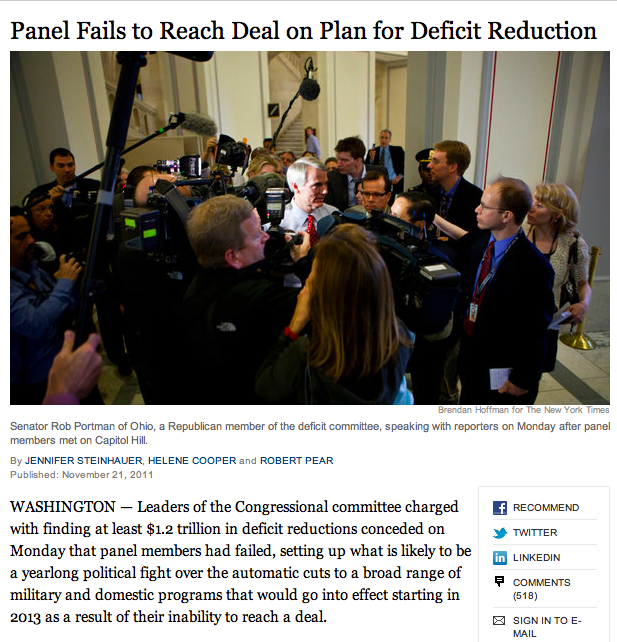 Panel Fails to Reach Deal on Plan for Deficit Reduction
Brendan Hoffman for The New York Times
Senator Rob Portman of Ohio, a Republican member of the deficit committee, speaking with reporters on Monday after panel
members met on Capitol Hill.
By JENNIFER STEINHAUER, HELENE COOPER and ROBERT PEAR
Published: November 21, 2011
WASHINGTON — Leaders of the Congressional committee charged
with finding at least $1.2 trillion in deficit reductions conceded on
Monday that panel members had failed, setting up what is likely to be
a yearlong political fight over the automatic cuts to a broad range of
military and domestic programs that would go into effect starting in
2013 as a result of their inability to reach a deal.
RECOMMEND
TWITTER
LINKEDIN
COMMENTS
(518)
SIGN IN TO E-
MAIL